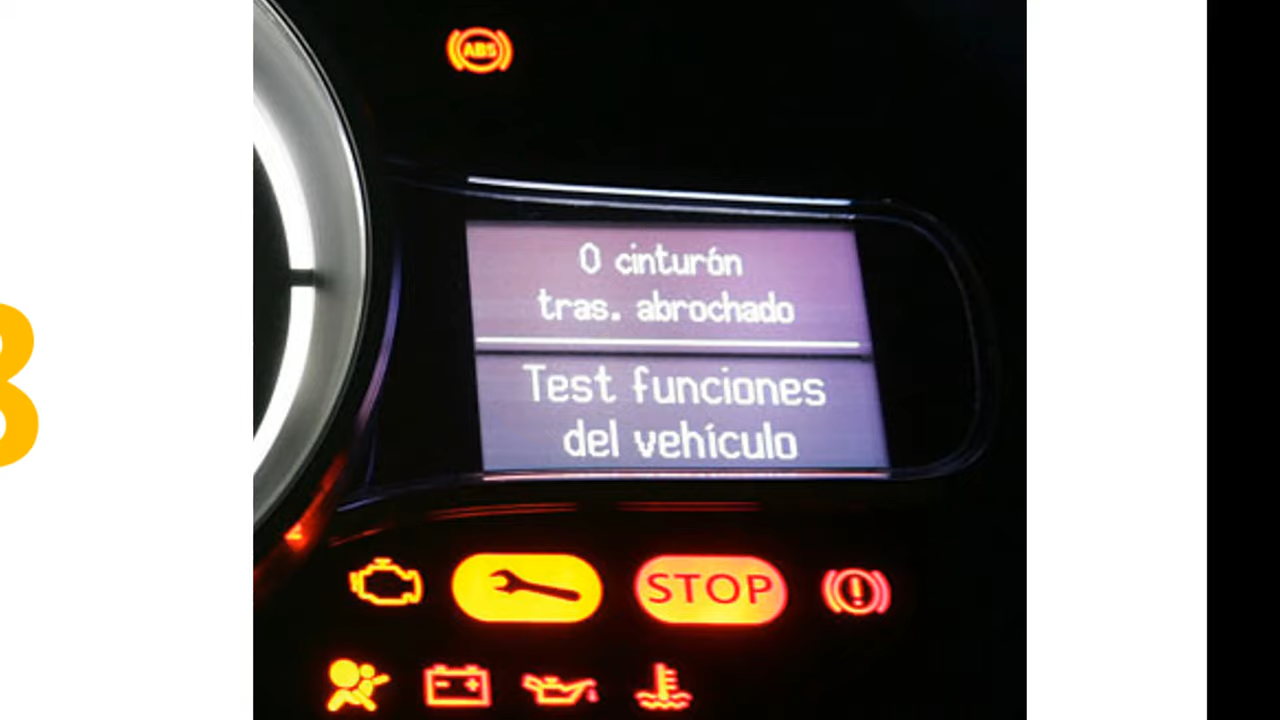 ABS
0 cinturón
tras. abrochado
Test funciones
del vehículo
STOP